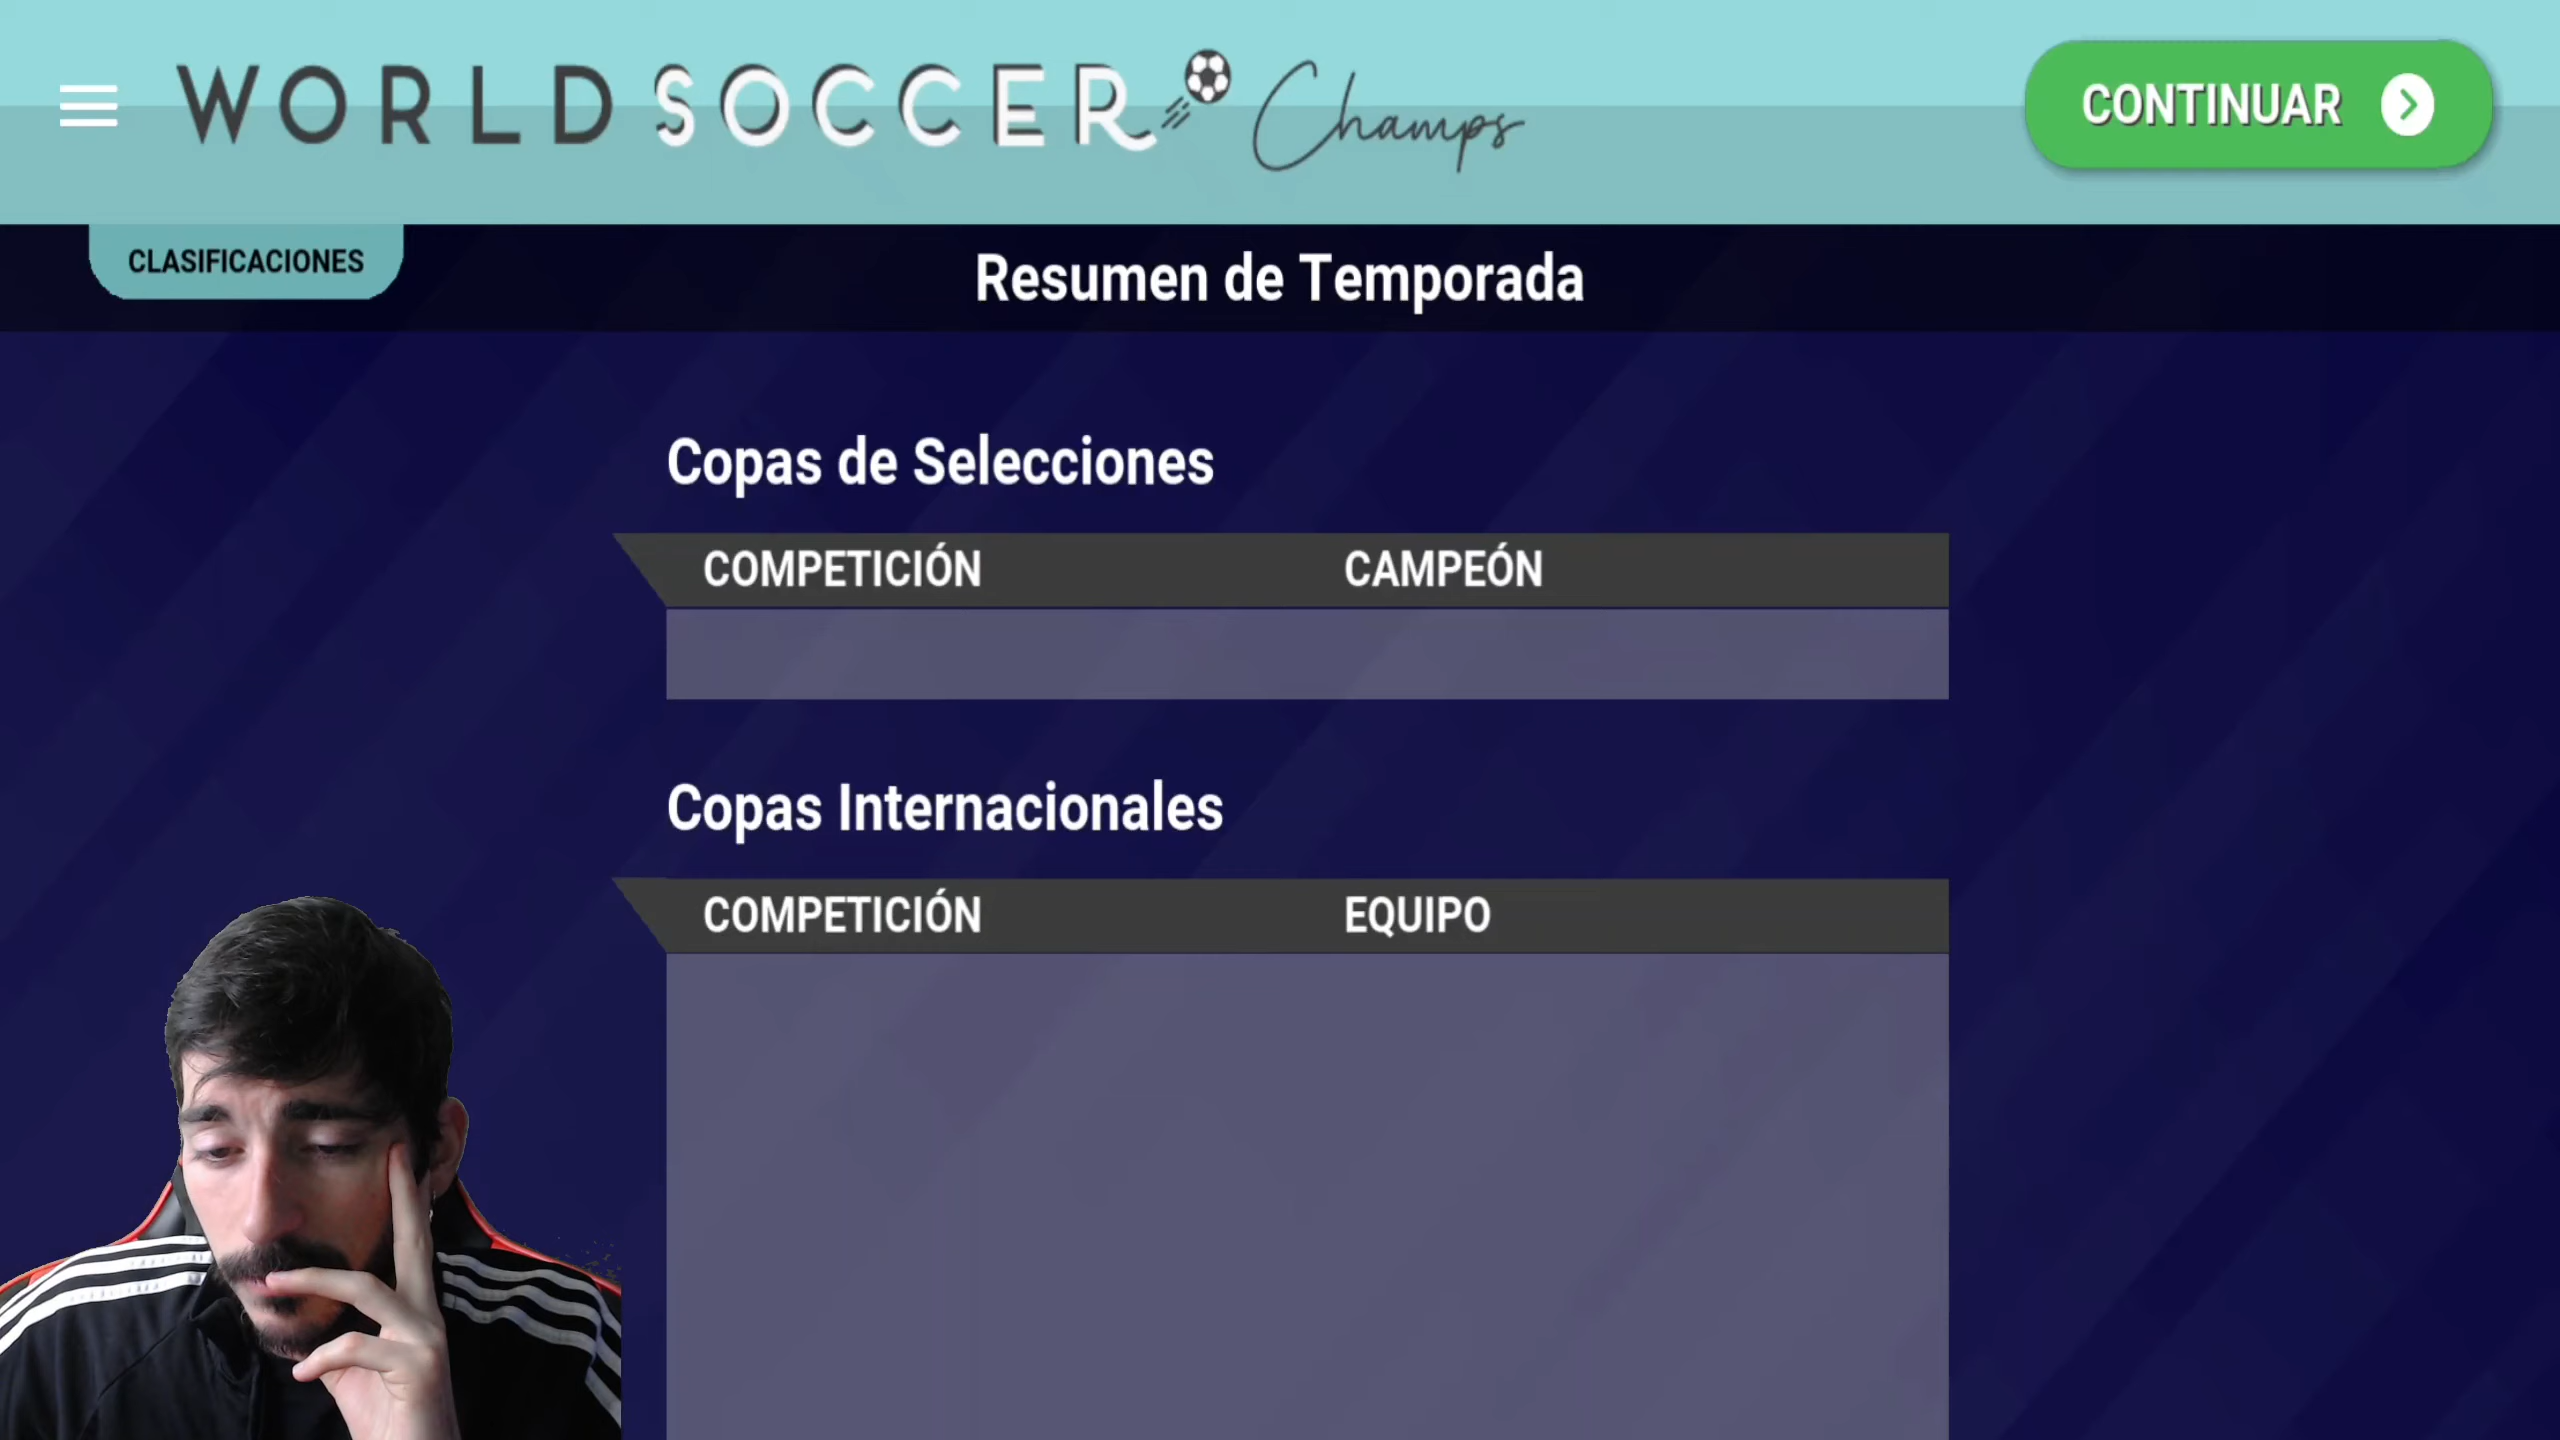 WORLD SOCCER Champs
CONTINUAR
CLASIFICACIONES
Resumen de Temporada
Copas de Selecciones
COMPETICIÓN CAMPEÓN
Copas Internacionales
COMPETICIÓN EQUIPO